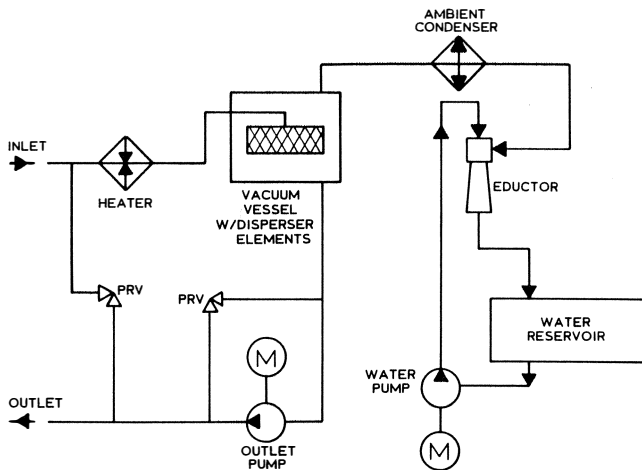 AMBIENT
CONDENSER
INLET
HEATER
VACUUM
VESSEL
W/DISPERSER
ELEMENTS
EDUCTOR
PRV
PRV
WATER
RESERVOIR
M
WATER
PUMP
OUTLET
OUTLET
PUMP
M